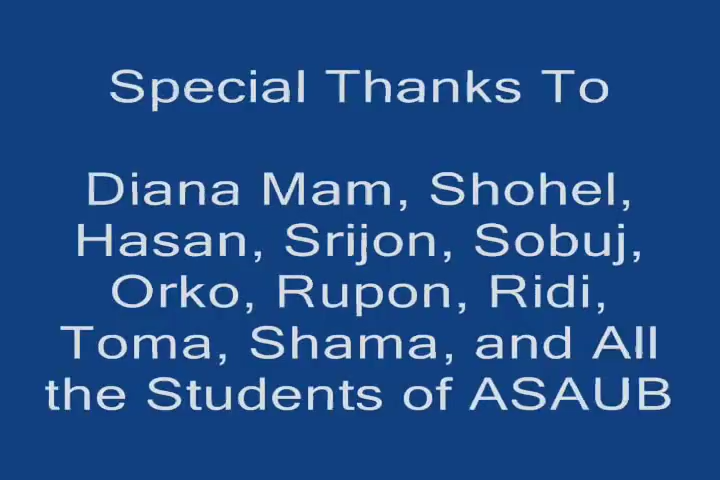 Special Thanks To
Diana Mam, Shohel,
Hasan, Srijon, Sobuj,
Orko, Rupon, Ridi,
Toma, Shama, and All
the Students of ASAUB